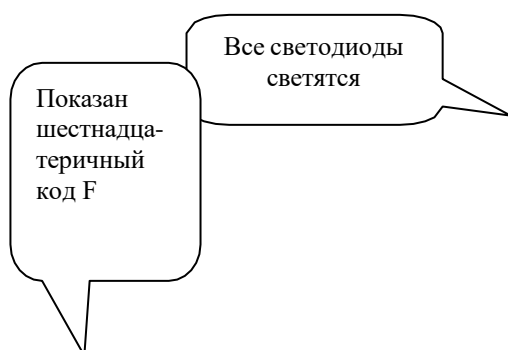 Все светодиоды
светятся
Показан
шестнадца-
теричный
код F